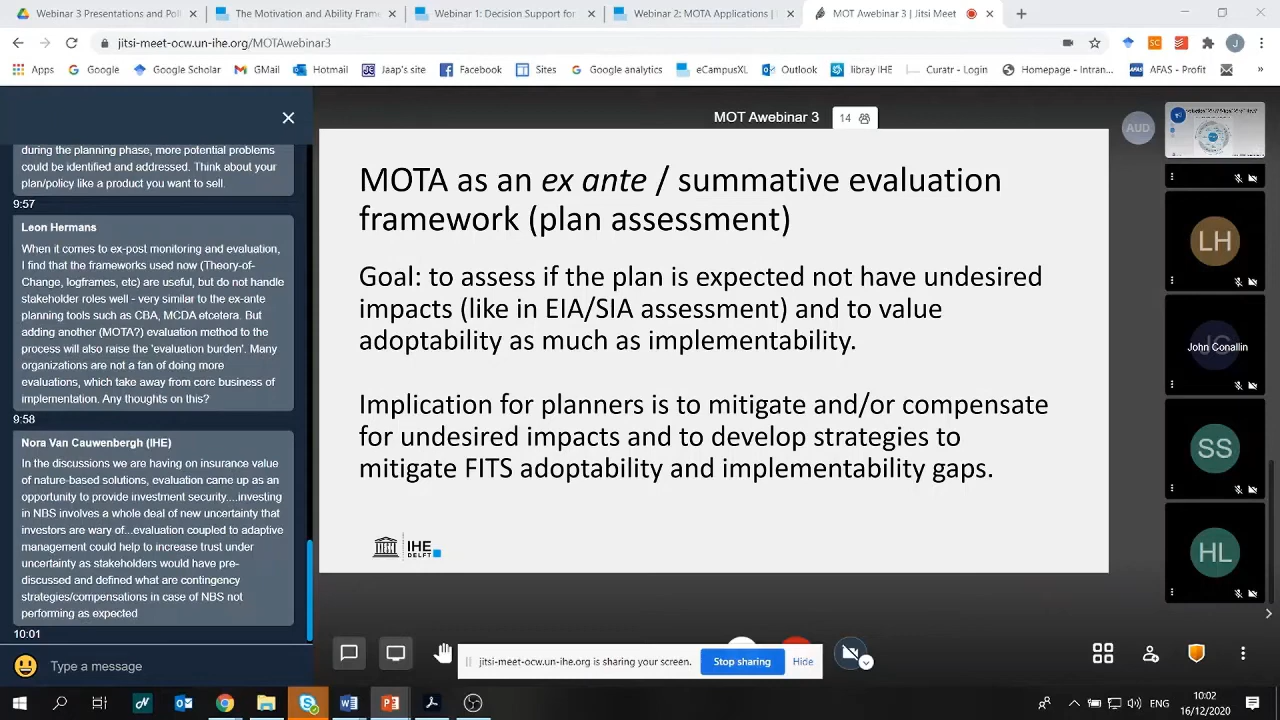 Webinar 3 Presentations and Poll
The Motivation and Ability Frame
Webinar 1: Decision Support for
Webinar 2: MOTA Applications |
MOT Awebinar 3 | Jitsi Meet
jitsi-meet-ocw.un-ihe.org/MOTAwebinar3
Apps
Google
Google Scholar
GMail
Hotmail
Jaap's site
Facebook
Sites
Google analytics
eCampusXL
Outlook
libray IHE
Curatr - Login
Homepage - Intran...
AFAS - Profit
during the planning phase, more potential problems
could be identified and addressed. Think about your
plan/policy like a product you want to sell.
9:57
Leon Hermans
When it comes to ex-post monitoring and evaluation,
I find that the frameworks used now (Theory-of-
Change, logframes, etc) are useful, but do not handle
stakeholder roles well - very similar to the ex-ante
planning tools such as CBA, MCDA etcetera. But
adding another (MOTA?) evaluation method to the
process will also raise the 'evaluation burden'. Many
organizations are not a fan of doing more
evaluations, which take away from core business of
implementation. Any thoughts on this?
9:58
Nora Van Cauwenbergh (IHE)
In the discussions we are having on insurance value
of nature-based solutions, evaluation came up as an
opportunity to provide investment security....investing
in NBS involves a whole deal of new uncertainty that
investors are wary of...evaluation coupled to adaptive
management could help to increase trust under
uncertainty as stakeholders would have pre-
discussed and defined what are contingency
strategies/compensations in case of NBS not
performing as expected
10:01
Type a message
MOT Awebinar 3
14
MOTA as an ex ante / summative evaluation
framework (plan assessment)
Goal: to assess if the plan is expected not have undesired
impacts (like in EIA/SIA assessment) and to value
adoptability as much as implementability.
Implication for planners is to mitigate and/or compensate
for undesired impacts and to develop strategies to
mitigate FITS adoptability and implementability gaps.
IHE
DELFT
AUD
LH
John Conallin
SS
HL
jitsi-meet-ocw.un-ihe.org is sharing your screen.
Stop sharing
Hide
ENG
10:02
16/12/2020